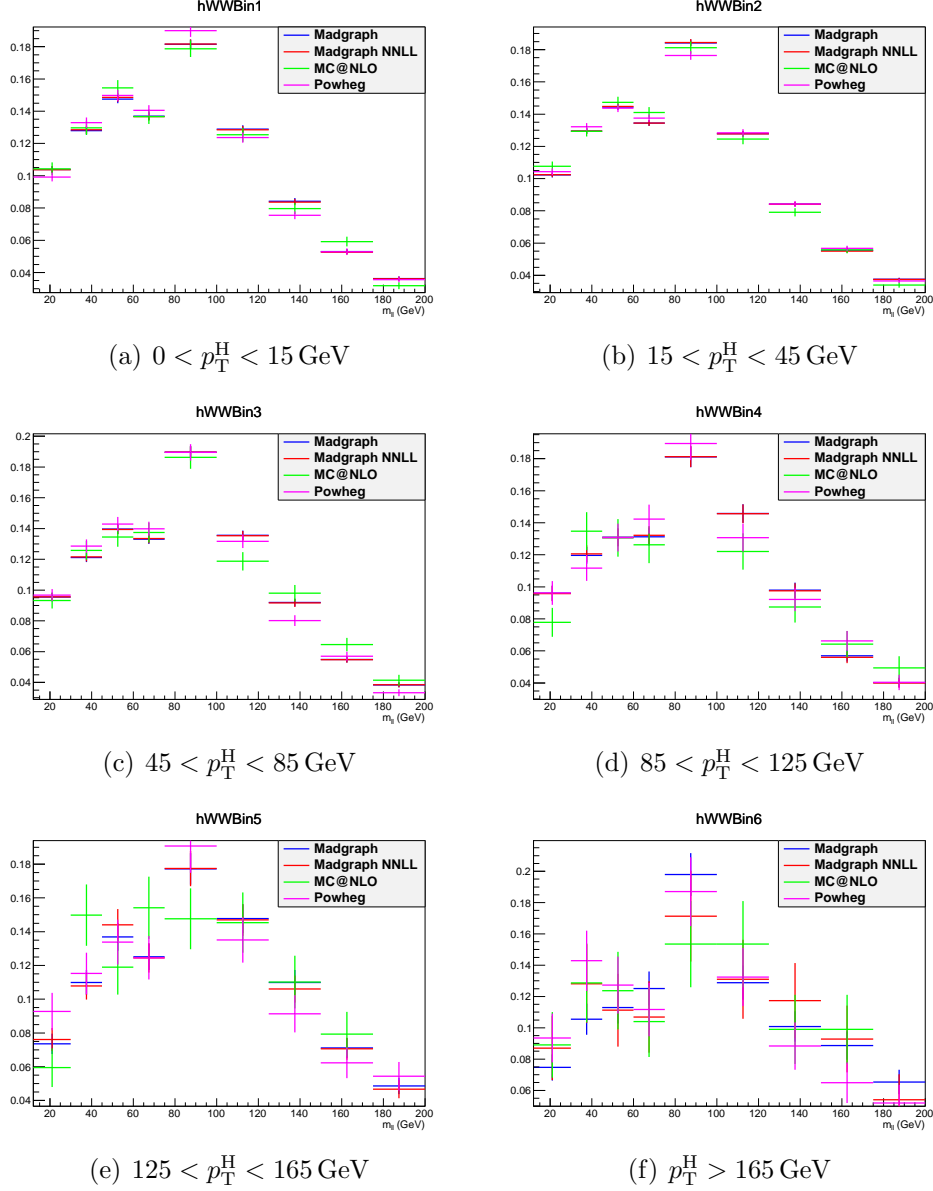 hWWBin1
Madgraph
Madgraph NNLL
MC@NLO
Powheg
0.18
0.16
0.14
0.12
0.1
0.08
0.06
0.04
20 40 60 80 100 120 140 160 180 200
m_ll (GeV)
(a) 0 < p_T^H < 15 GeV
hWWBin2
Madgraph
Madgraph NNLL
MC@NLO
Powheg
0.18
0.16
0.14
0.12
0.1
0.08
0.06
0.04
20 40 60 80 100 120 140 160 180 200
m_ll (GeV)
(b) 15 < p_T^H < 45 GeV
hWWBin3
Madgraph
Madgraph NNLL
MC@NLO
Powheg
0.2
0.18
0.16
0.14
0.12
0.1
0.08
0.06
0.04
20 40 60 80 100 120 140 160 180 200
m_ll (GeV)
(c) 45 < p_T^H < 85 GeV
hWWBin4
Madgraph
Madgraph NNLL
MC@NLO
Powheg
0.18
0.16
0.14
0.12
0.1
0.08
0.06
0.04
20 40 60 80 100 120 140 160 180 200
m_ll (GeV)
(d) 85 < p_T^H < 125 GeV
hWWBin5
Madgraph
Madgraph NNLL
MC@NLO
Powheg
0.18
0.16
0.14
0.12
0.1
0.08
0.06
0.04
20 40 60 80 100 120 140 160 180 200
m_ll (GeV)
(e) 125 < p_T^H < 165 GeV
hWWBin6
Madgraph
Madgraph NNLL
MC@NLO
Powheg
0.2
0.18
0.16
0.14
0.12
0.1
0.08
0.06
20 40 60 80 100 120 140 160 180 200
m_ll (GeV)
(f) p_T^H > 165 GeV